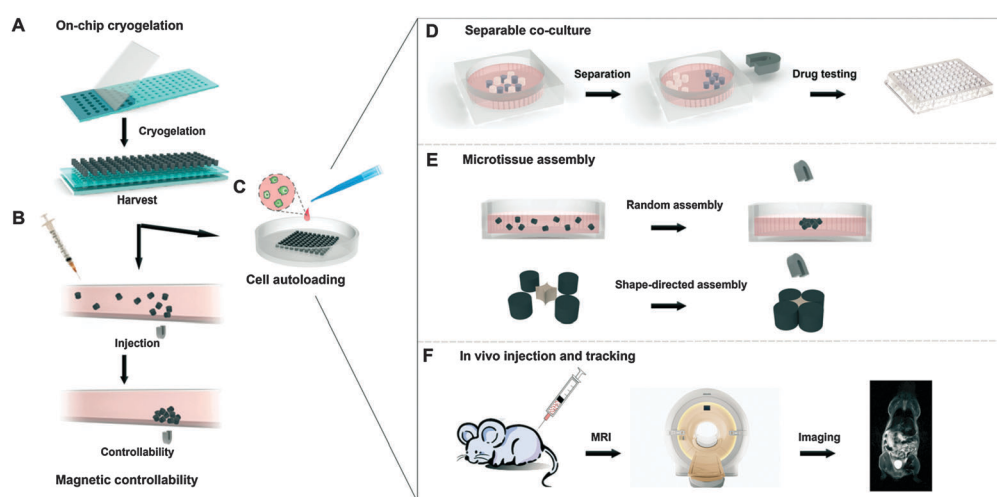 A
On-chip cryogelation
Cryogelation
Harvest
B
Injection
Controllability
Magnetic controllability
C
Cell autoloading
D
Separable co-culture
Separation
Drug testing
E
Microtissue assembly
Random assembly
Shape-directed assembly
F
In vivo injection and tracking
MRI
Imaging